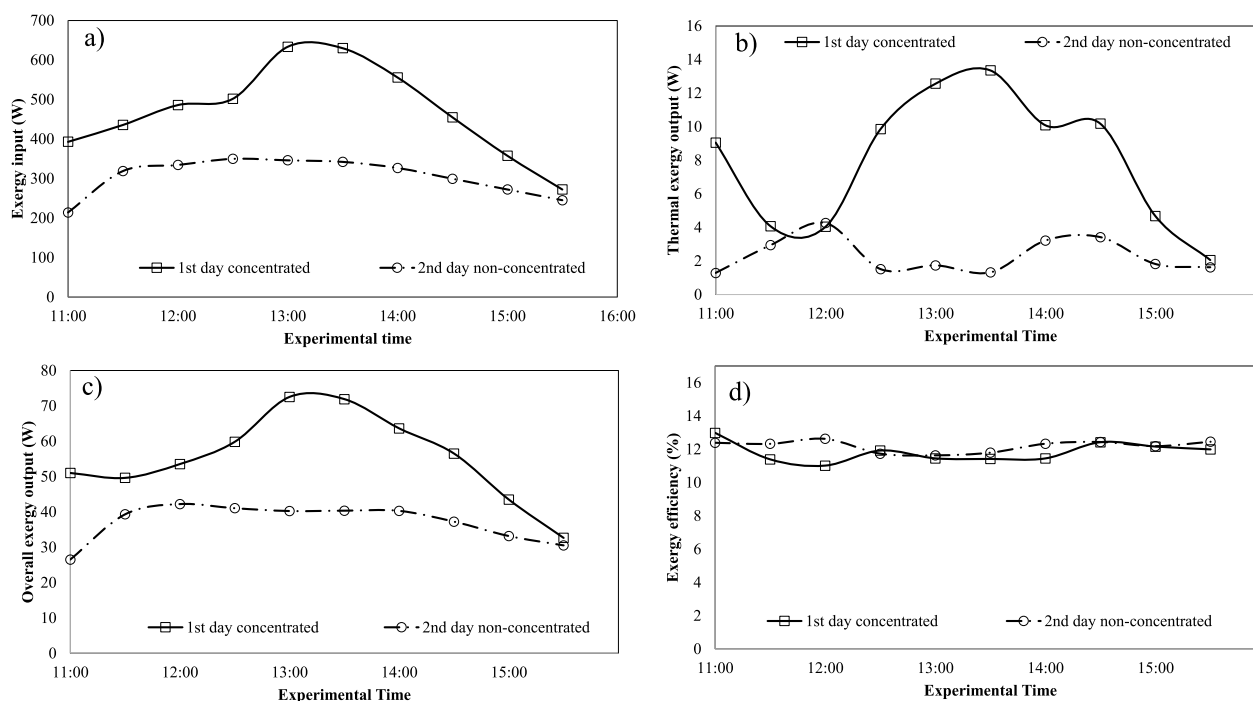 a)
Exergy input (W)
700
600
500
400
300
200
100
0
1st day concentrated
2nd day non-concentrated
11:00 12:00 13:00 14:00 15:00 16:00
Experimental time
b)
Thermal exergy output (W)
1st day concentrated
2nd day non-concentrated
16
14
12
10
8
6
4
2
0
11:00 12:00 13:00 14:00 15:00
Experimental Time
c)
Overall exergy output (W)
80
70
60
50
40
30
20
10
0
1st day concentrated
2nd day non-concentrated
11:00 12:00 13:00 14:00 15:00
Experimental Time
d)
Exergy efficiency (%)
16
14
12
10
8
6
4
2
0
1st day concentrated
2nd day non-concentrated
11:00 12:00 13:00 14:00 15:00
Experimental Time